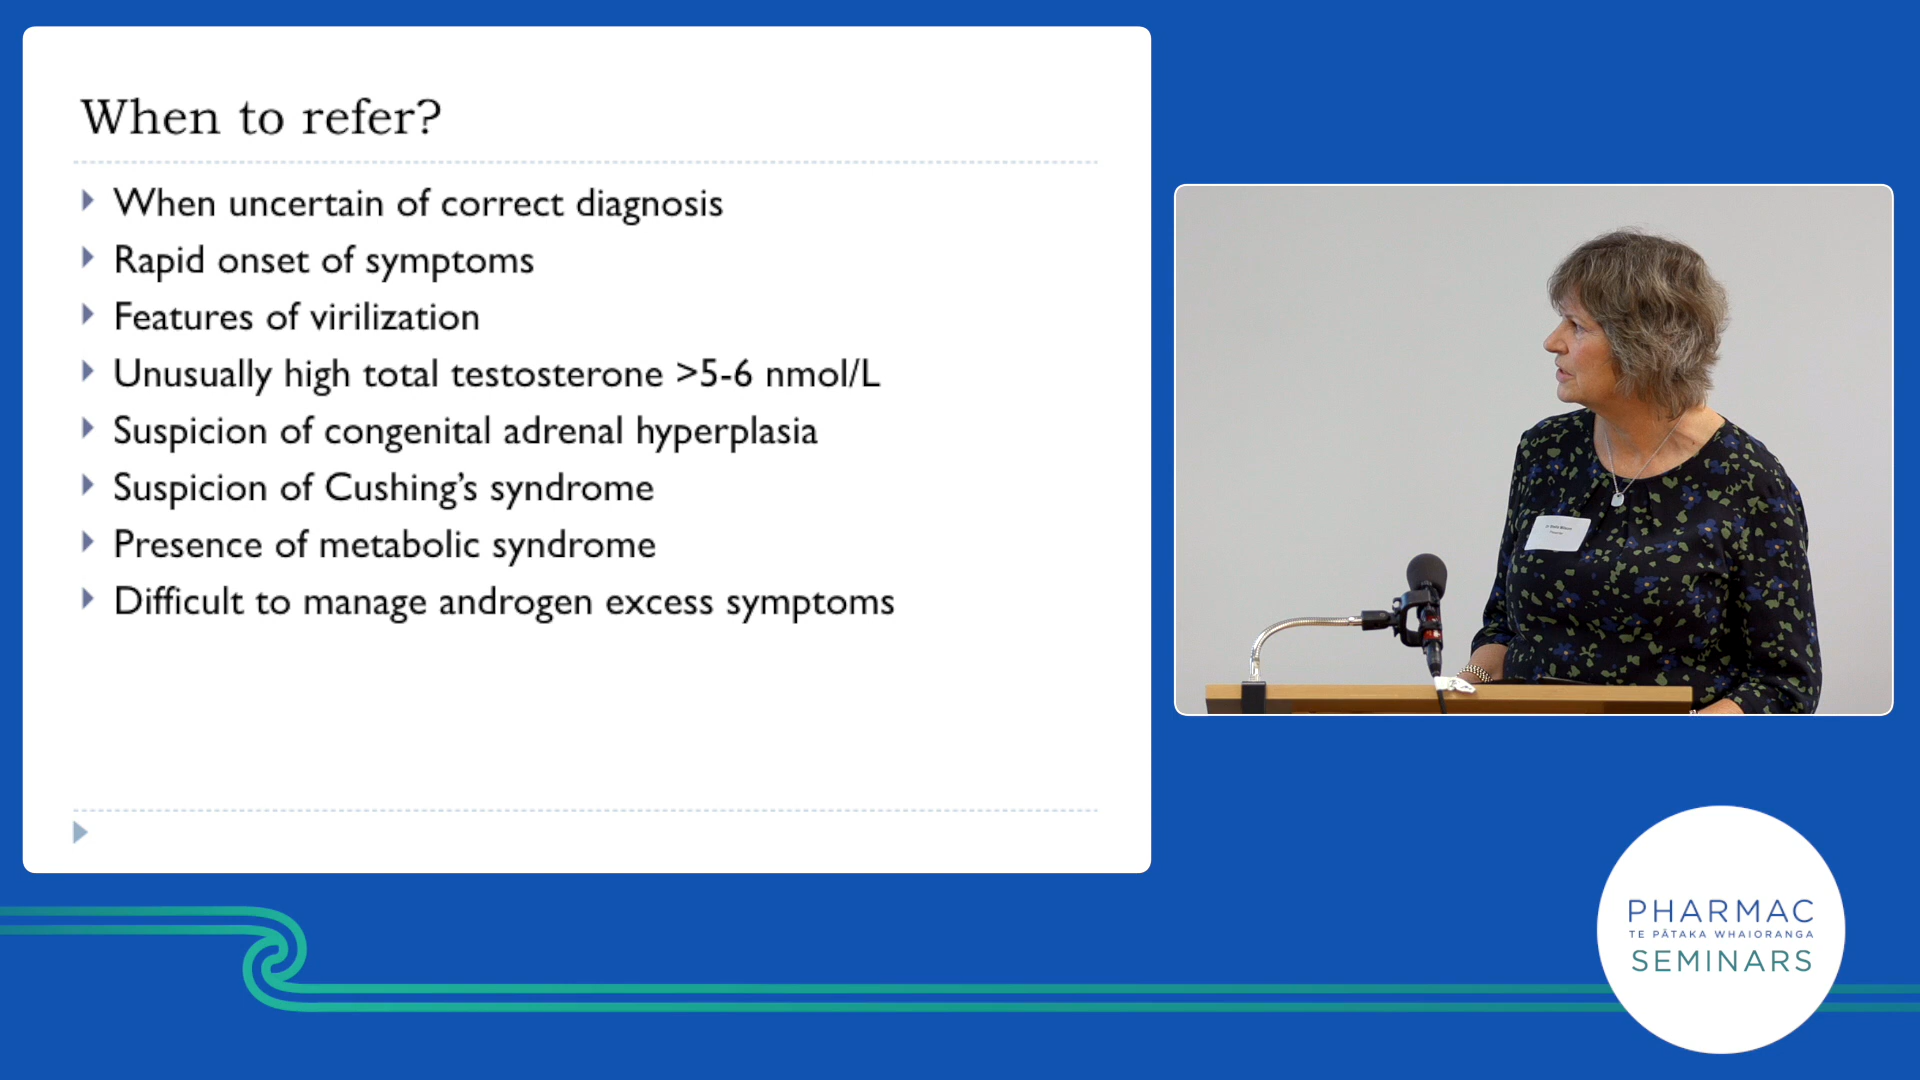 When to refer?
When uncertain of correct diagnosis
Rapid onset of symptoms
Features of virilization
Unusually high total testosterone >5-6 nmol/L
Suspicion of congenital adrenal hyperplasia
Suspicion of Cushing’s syndrome
Presence of metabolic syndrome
Difficult to manage androgen excess symptoms
PHARMAC
TE PĀTAKA WHAIORANGA
SEMINARS